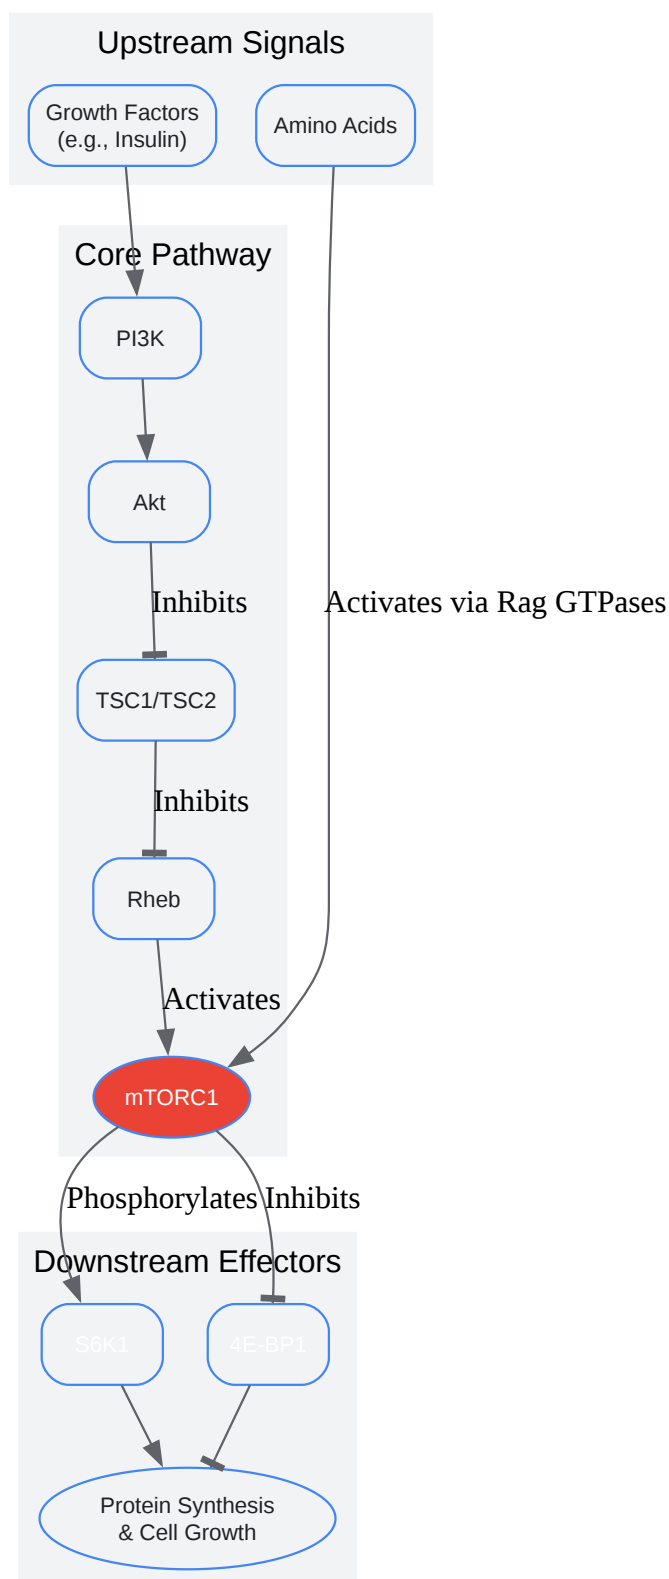 Upstream Signals
Growth Factors
(e.g., Insulin)
Amino Acids
Core Pathway
PI3K
Akt
Inhibits
Activates via Rag GTPases
TSC1/TSC2
Inhibits
Rheb
Activates
mTORC1
Phosphorylates
Inhibits
Downstream Effectors
S6K1
4E-BP1
Protein Synthesis
& Cell Growth